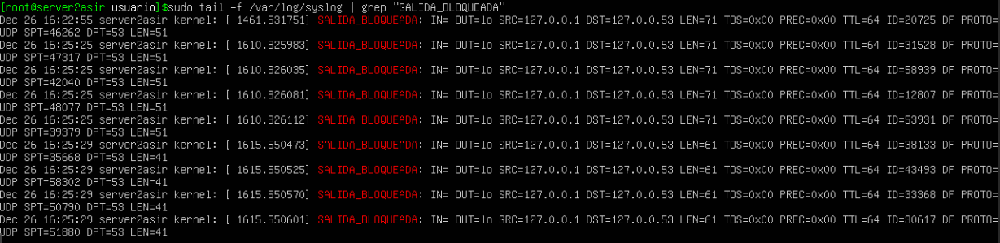 [root@server2asir usuario]$sudo tail -f /var/log/syslog | grep "SALIDA_BLOQUEADA"
Dec 26 16:22:55 server2asir kernel: [ 1461.531751] SALIDA_BLOQUEADA: IN= OUT=lo SRC=127.0.0.1 DST=127.0.0.53 LEN=71 TOS=0x00 PREC=0x00 TTL=64 ID=20725 DF PROTO=
UDP SPT=46262 DPT=53 LEN=51
Dec 26 16:25:25 server2asir kernel: [ 1610.825983] SALIDA_BLOQUEADA: IN= OUT=lo SRC=127.0.0.1 DST=127.0.0.53 LEN=71 TOS=0x00 PREC=0x00 TTL=64 ID=31528 DF PROTO=
UDP SPT=47317 DPT=53 LEN=51
Dec 26 16:25:25 server2asir kernel: [ 1610.826035] SALIDA_BLOQUEADA: IN= OUT=lo SRC=127.0.0.1 DST=127.0.0.53 LEN=71 TOS=0x00 PREC=0x00 TTL=64 ID=58939 DF PROTO=
UDP SPT=42040 DPT=53 LEN=51
Dec 26 16:25:25 server2asir kernel: [ 1610.826081] SALIDA_BLOQUEADA: IN= OUT=lo SRC=127.0.0.1 DST=127.0.0.53 LEN=71 TOS=0x00 PREC=0x00 TTL=64 ID=12807 DF PROTO=
UDP SPT=48077 DPT=53 LEN=51
Dec 26 16:25:25 server2asir kernel: [ 1610.826112] SALIDA_BLOQUEADA: IN= OUT=lo SRC=127.0.0.1 DST=127.0.0.53 LEN=71 TOS=0x00 PREC=0x00 TTL=64 ID=53931 DF PROTO=
UDP SPT=39379 DPT=53 LEN=51
Dec 26 16:25:29 server2asir kernel: [ 1615.550473] SALIDA_BLOQUEADA: IN= OUT=lo SRC=127.0.0.1 DST=127.0.0.53 LEN=61 TOS=0x00 PREC=0x00 TTL=64 ID=38133 DF PROTO=
UDP SPT=35668 DPT=53 LEN=41
Dec 26 16:25:29 server2asir kernel: [ 1615.550525] SALIDA_BLOQUEADA: IN= OUT=lo SRC=127.0.0.1 DST=127.0.0.53 LEN=61 TOS=0x00 PREC=0x00 TTL=64 ID=43493 DF PROTO=
UDP SPT=58302 DPT=53 LEN=41
Dec 26 16:25:29 server2asir kernel: [ 1615.550570] SALIDA_BLOQUEADA: IN= OUT=lo SRC=127.0.0.1 DST=127.0.0.53 LEN=61 TOS=0x00 PREC=0x00 TTL=64 ID=33368 DF PROTO=
UDP SPT=50790 DPT=53 LEN=41
Dec 26 16:25:29 server2asir kernel: [ 1615.550601] SALIDA_BLOQUEADA: IN= OUT=lo SRC=127.0.0.1 DST=127.0.0.53 LEN=61 TOS=0x00 PREC=0x00 TTL=64 ID=30617 DF PROTO=
UDP SPT=51880 DPT=53 LEN=41